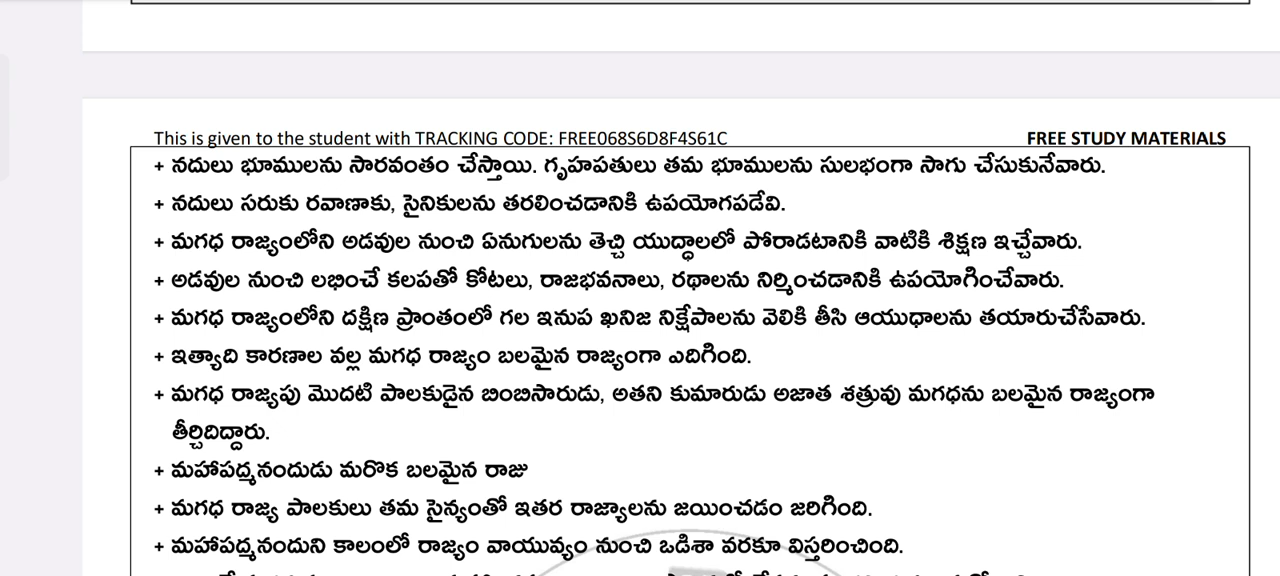 This is given to the student with TRACKING CODE: FREE068S6D8F4S61C FREE STUDY MATERIALS
+ నదులు భూములను సారవంతం చేస్తాయి. గృహపతులు తమ భూములను సులభంగా సాగు చేసుకునేవారు.
+ నదులు సరుకు రవాణాకు, సైనికులను తరలించడానికి ఉపయోగపడేవి.
+ మగధ రాజ్యంలోని అడవుల నుంచి ఏనుగులను తెచ్చి యుద్ధాలలో పోరాడటానికి వాటికి శిక్షణ ఇచ్చేవారు.
+ అడవుల నుంచి లభించే కలపతో కోటలు, రాజభవనాలు, రథాలను నిర్మించడానికి ఉపయోగించేవారు.
+ మగధ రాజ్యంలోని దక్షిణ ప్రాంతంలో గల ఇనుప ఖనిజ నిక్షేపాలను వెలికి తీసి ఆయుధాలను తయారుచేసేవారు.
+ ఇత్యాది కారణాల వల్ల మగధ రాజ్యం బలమైన రాజ్యంగా ఎదిగింది.
+ మగధ రాజ్యపు మొదటి పాలకుడైన బింబిసారుడు, అతని కుమారుడు అజాత శత్రువు మగధను బలమైన రాజ్యంగా
తీర్చిదిద్దారు.
+ మహాపద్మనందుడు మరొక బలమైన రాజు
+ మగధ రాజ్య పాలకులు తమ సైన్యంతో ఇతర రాజ్యాలను జయించడం జరిగింది.
+ మహాపద్మనందుని కాలంలో రాజ్యం వాయువ్యం నుంచి ఒడిశా వరకూ విస్తరించింది.